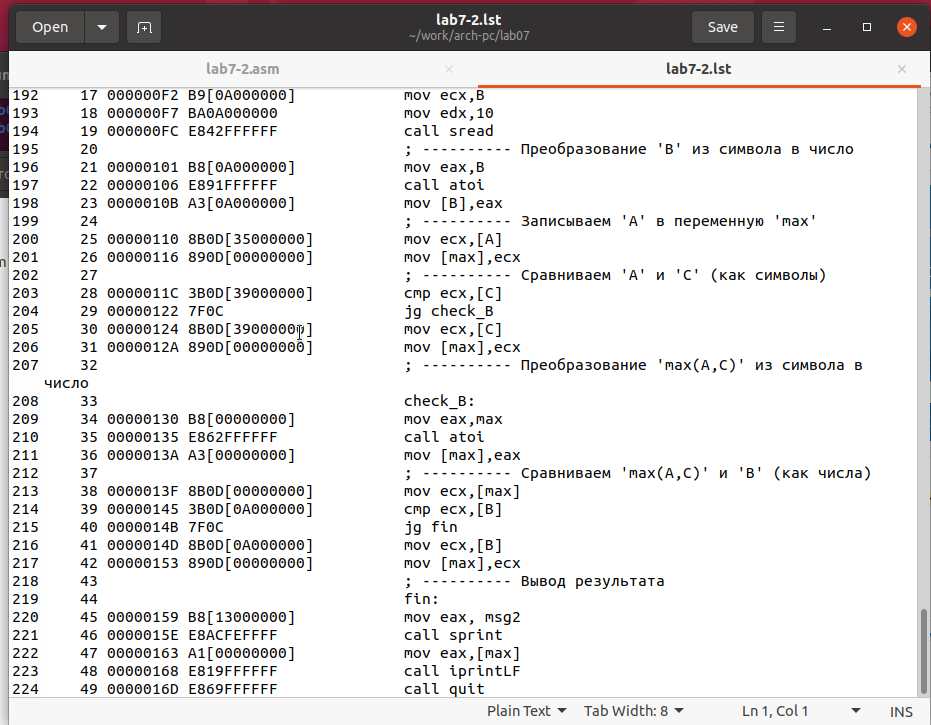 Open
lab7-2.lst
~/work/arch-pc/lab07
Save
lab7-2.asm
lab7-2.lst
192 17 000000F2 B9[0A000000] mov ecx,B
193 18 000000F7 BA0A000000 mov edx,10
194 19 000000FC E842FFFFFF call sread
195 20 ; ---------- Преобразование 'B' из символа в число
196 21 00000101 B8[0A000000] mov eax,B
197 22 00000106 E891FFFFFF call atoi
198 23 0000010B A3[0A000000] mov [B],eax
199 24 ; ---------- Записываем 'A' в переменную 'max'
200 25 00000110 8B0D[35000000] mov ecx,[A]
201 26 00000116 890D[00000000] mov [max],ecx
202 27 ; ---------- Сравниваем 'A' и 'С' (как символы)
203 28 0000011C 3B0D[39000000] cmp ecx,[C]
204 29 00000122 7F0C jg check_B
205 30 00000124 8B0D[39000000] mov ecx,[C]
206 31 0000012A 890D[00000000] mov [max],ecx
207 32 ; ---------- Преобразование 'max(A,C)' из символа в
число
208 33 check_B:
209 34 00000130 B8[00000000] mov eax,max
210 35 00000135 E862FFFFFF call atoi
211 36 0000013A A3[00000000] mov [max],eax
212 37 ; ---------- Сравниваем 'max(A,C)' и 'B' (как числа)
213 38 0000013F 8B0D[00000000] mov ecx,[max]
214 39 00000145 3B0D[0A000000] cmp ecx,[B]
215 40 0000014B 7F0C jg fin
216 41 0000014D 8B0D[0A000000] mov ecx,[B]
217 42 00000153 890D[00000000] mov [max],ecx
218 43 ; ---------- Вывод результата
219 44 fin:
220 45 00000159 B8[13000000] mov eax, msg2
221 46 0000015E E8ACFEFFFF call sprint
222 47 00000163 A1[00000000] mov eax,[max]
223 48 00000168 E819FFFFFF call iprintLF
224 49 0000016D E869FFFFFF call quit
Plain Text Tab Width: 8 Ln 1, Col 1 INS